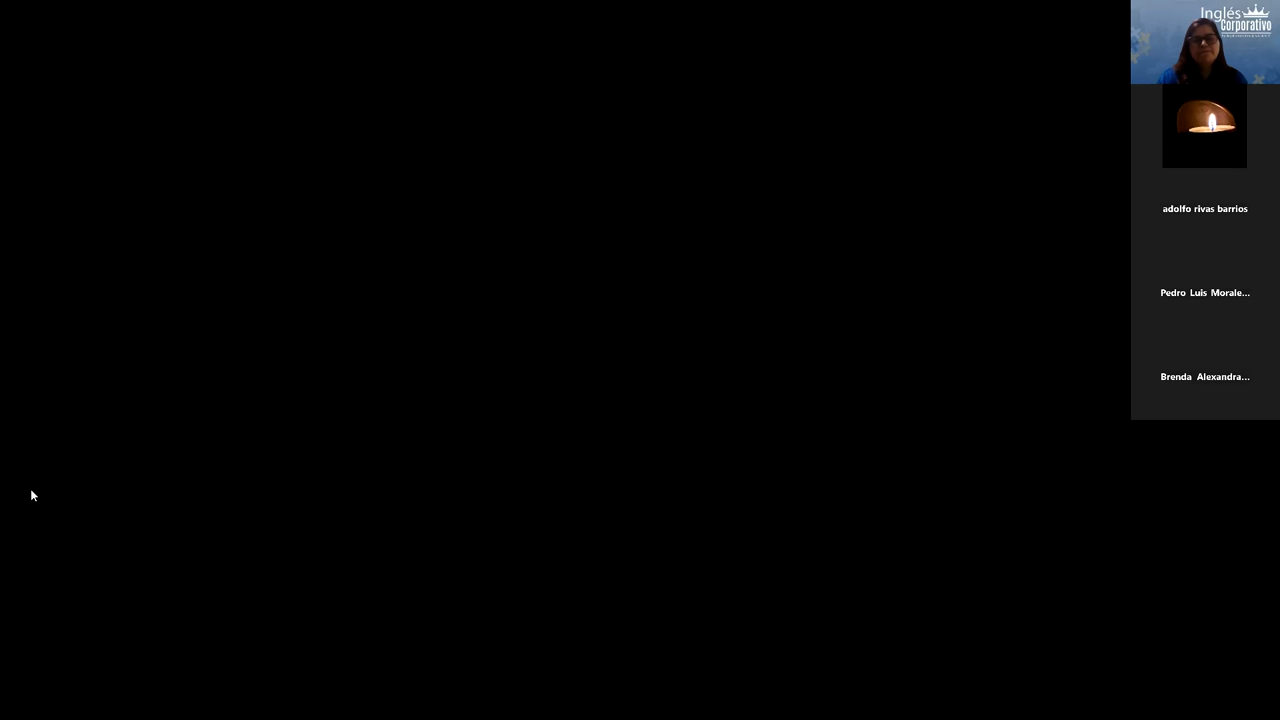 Inglés
Corporativo
adolfo rivas barrios
Pedro Luis Morale...
Brenda Alexandra...